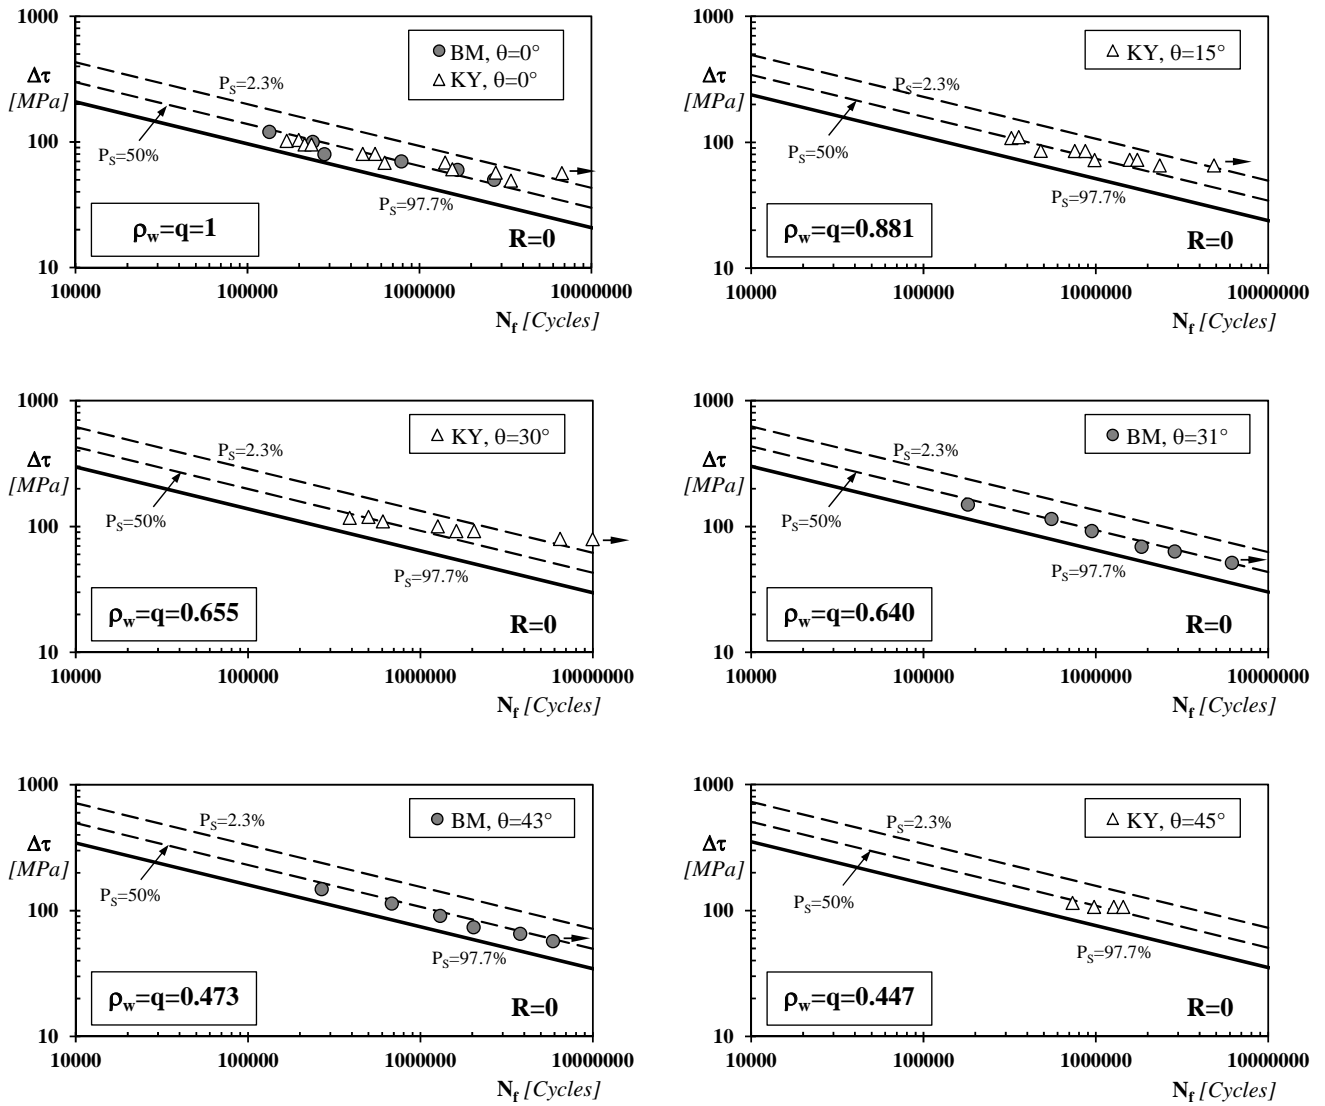 1000
Δτ
[MPa]
100
10
BM, θ=0°
KY, θ=0°
P_S=2.3%
P_S=50%
P_S=97.7%
ρ_w=q=1
R=0
10000 100000 1000000 10000000
N_f [Cycles]
1000
Δτ
[MPa]
100
10
KY, θ=15°
P_S=2.3%
P_S=50%
P_S=97.7%
ρ_w=q=0.881
R=0
10000 100000 1000000 10000000
N_f [Cycles]
1000
Δτ
[MPa]
100
10
KY, θ=30°
P_S=2.3%
P_S=50%
P_S=97.7%
ρ_w=q=0.655
R=0
10000 100000 1000000 10000000
N_f [Cycles]
1000
Δτ
[MPa]
100
10
BM, θ=31°
P_S=2.3%
P_S=50%
P_S=97.7%
ρ_w=q=0.640
R=0
10000 100000 1000000 10000000
N_f [Cycles]
1000
Δτ
[MPa]
100
10
BM, θ=43°
P_S=2.3%
P_S=50%
P_S=97.7%
ρ_w=q=0.473
R=0
10000 100000 1000000 10000000
N_f [Cycles]
1000
Δτ
[MPa]
100
10
KY, θ=45°
P_S=2.3%
P_S=50%
P_S=97.7%
ρ_w=q=0.447
R=0
10000 100000 1000000 10000000
N_f [Cycles]